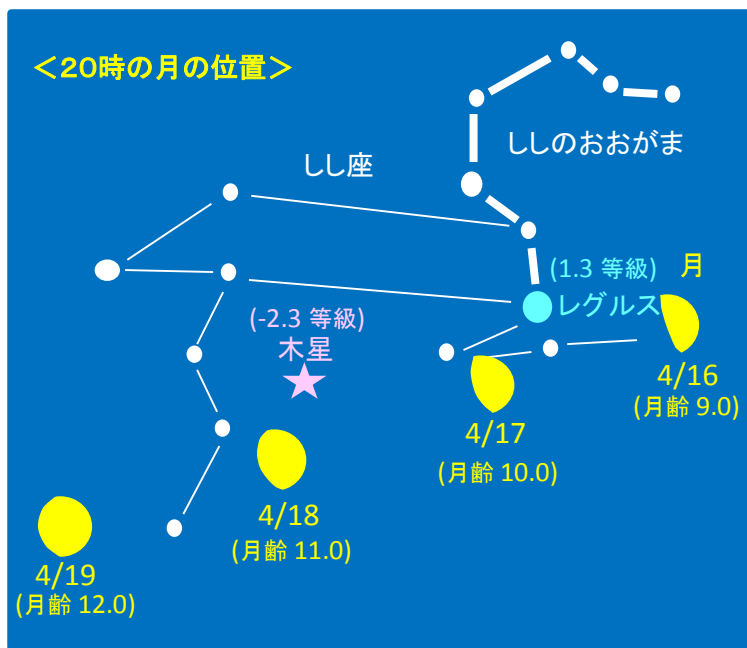 ＜20時の月の位置＞
ししのおおがま
しし座
(1.3 等級)
月
レグルス
(-2.3 等級)
木星
4/16
(月齢 9.0)
4/17
(月齢 10.0)
4/18
(月齢 11.0)
4/19
(月齢 12.0)